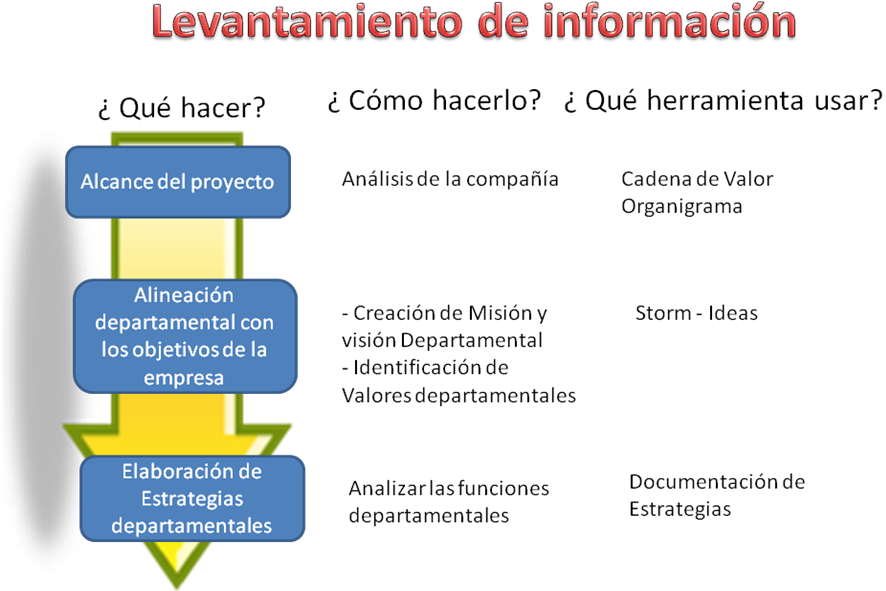 Levantamiento de información
¿ Qué hacer?
¿ Cómo hacerlo?
¿ Qué herramienta usar?
Alcance del proyecto
Análisis de la compañía
Cadena de Valor
Organigrama
Alineación
departamental con
los objetivos de la
empresa
- Creación de Misión y
visión Departamental
- Identificación de
Valores departamentales
Storm - Ideas
Elaboración de
Estrategias
departamentales
Analizar las funciones
departamentales
Documentación de
Estrategias